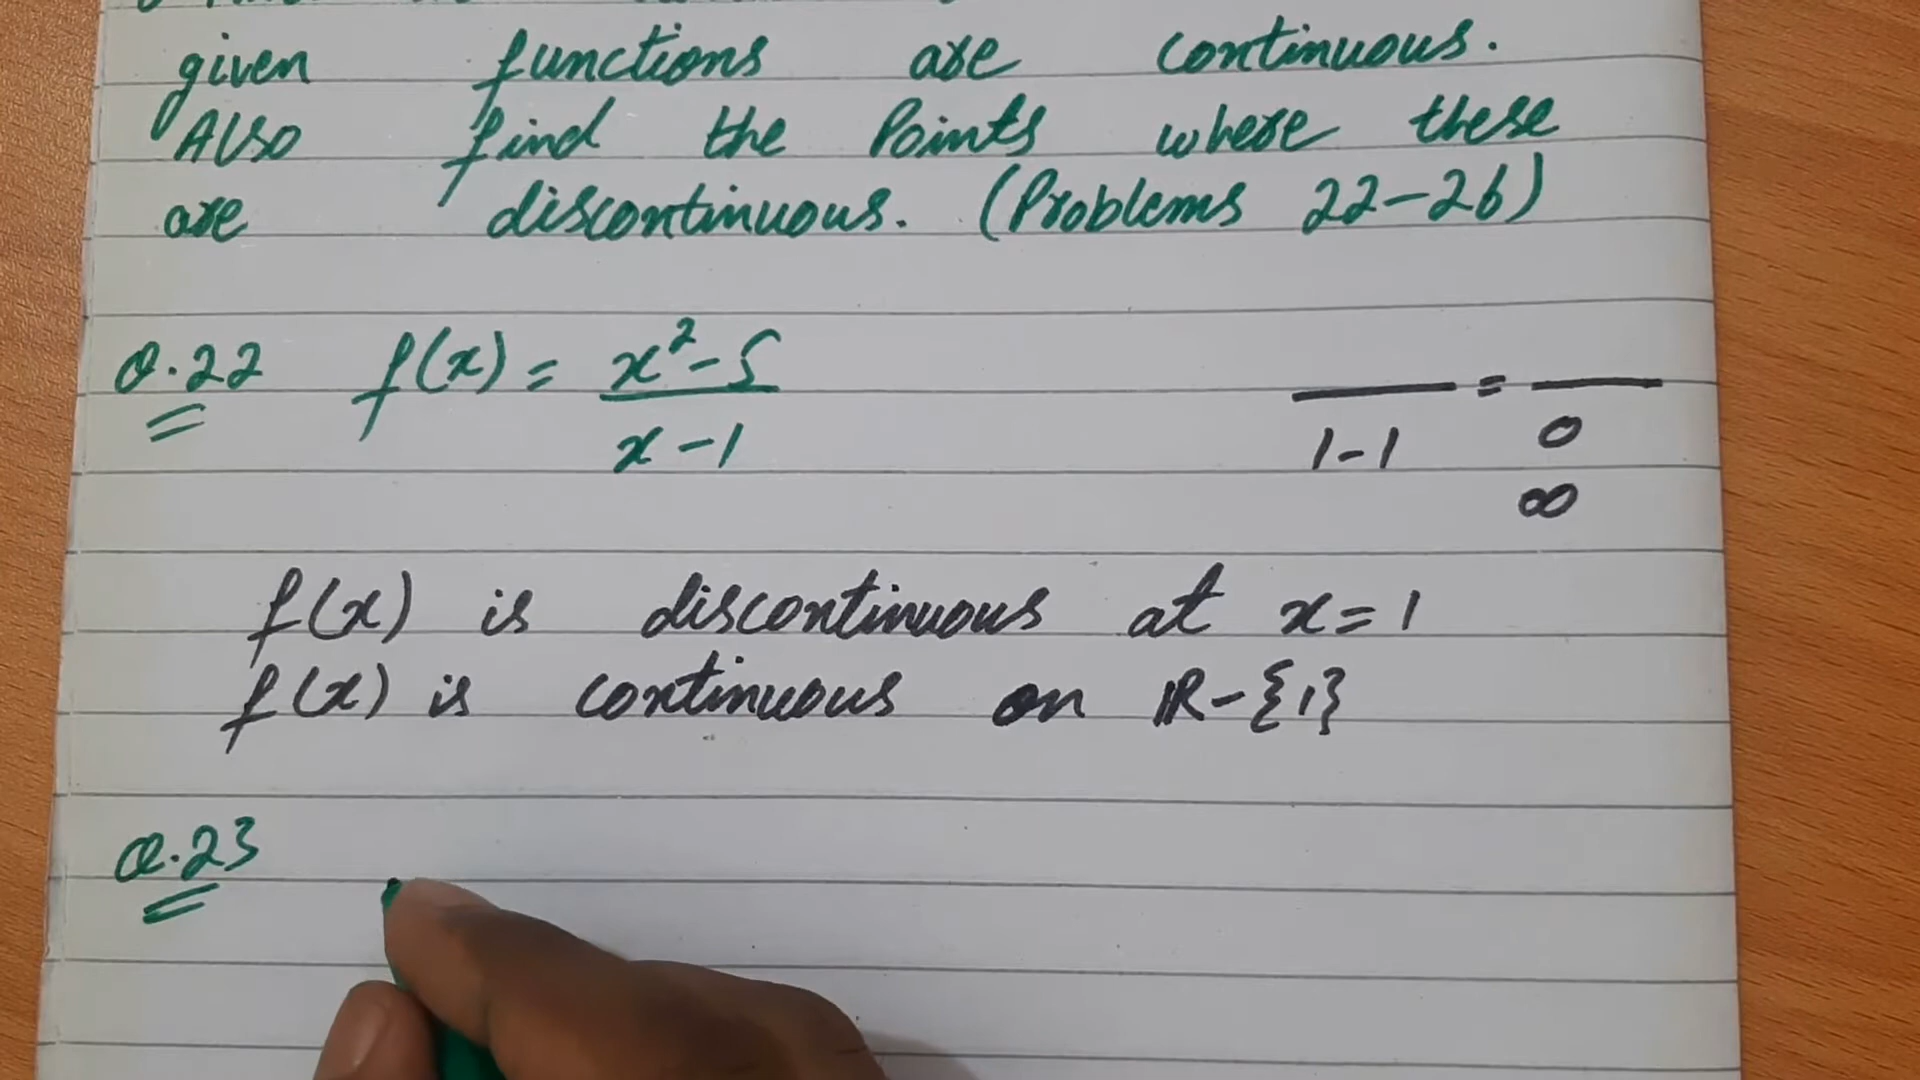 given functions are continuous.
Also find the Points where these
are discontinuous. (Problems 22-26)
Q.22 f(x) = x²-5 / x-1
— = —
1-1 0
∞
f(x) is discontinuous at x=1
f(x) is continuous on ℝ-{1}
Q.23